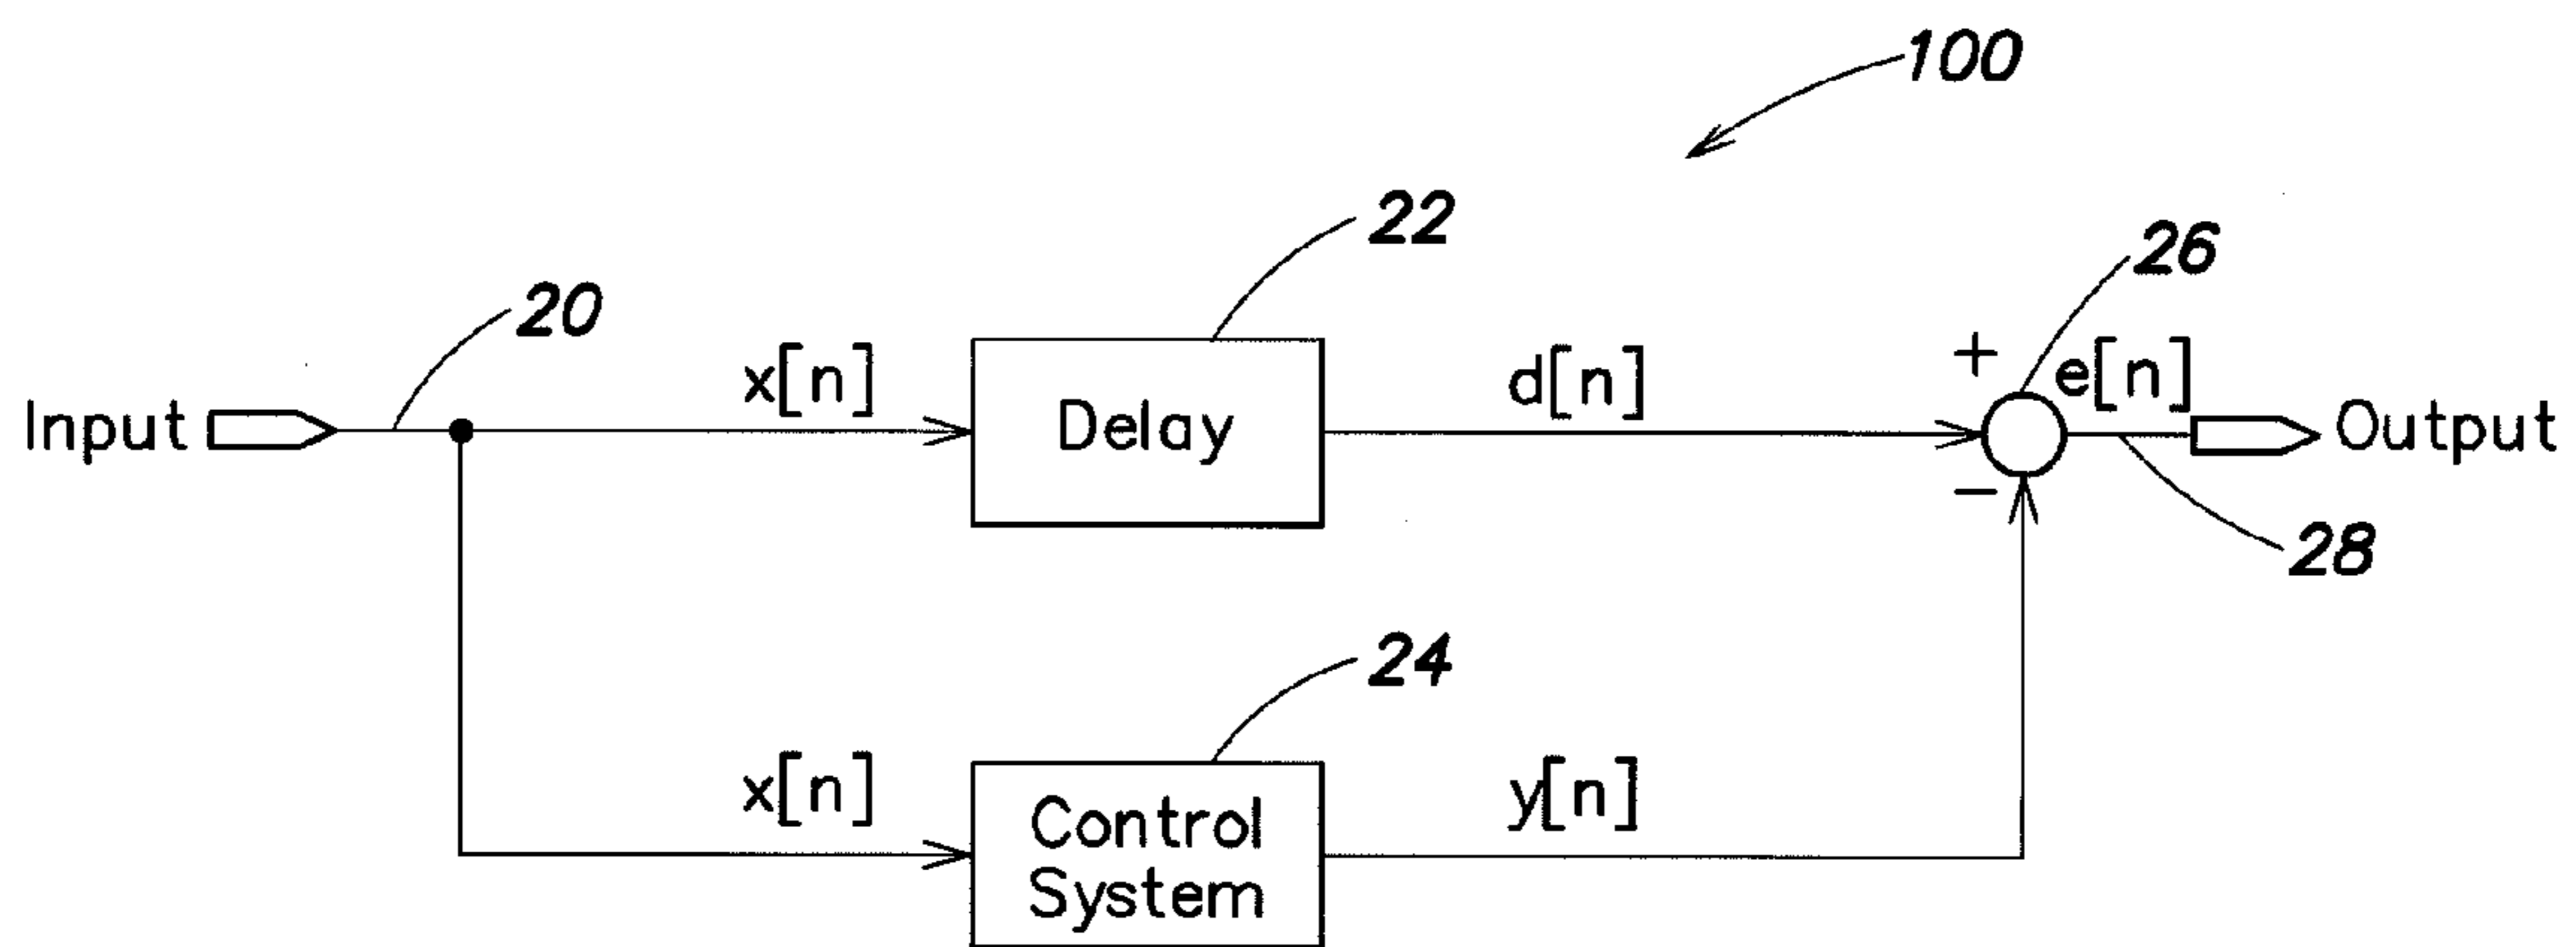 100
22
26
20
x[n]
d[n]
+
e[n]
Input
Delay
Output
−
28
24
x[n]
y[n]
Control
System